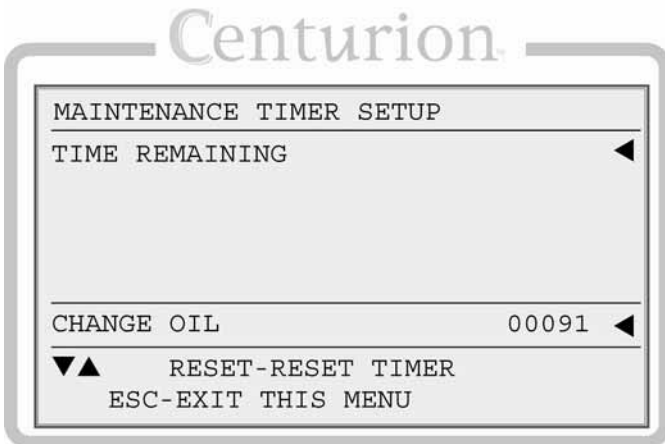 Centurion
MAINTENANCE TIMER SETUP
TIME REMAINING ◀
CHANGE OIL 00091 ◀
▼▲ RESET-RESET TIMER
ESC-EXIT THIS MENU